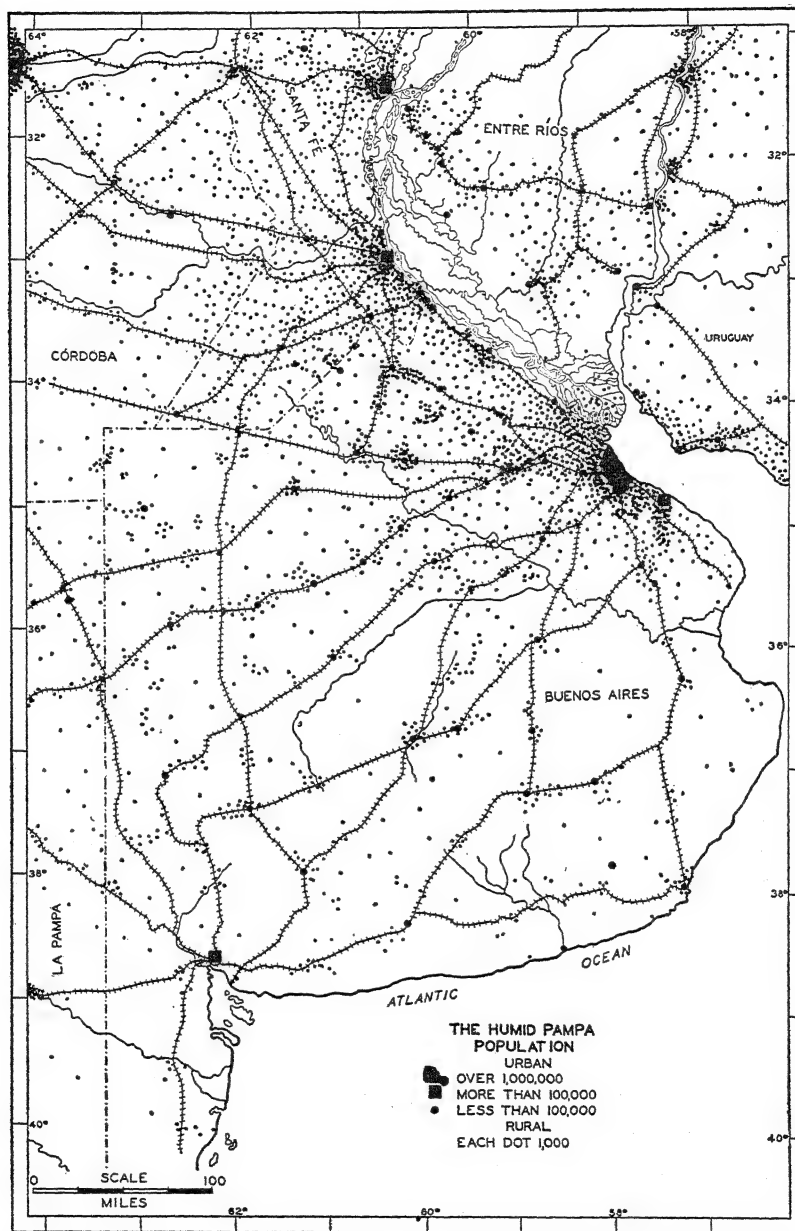 64°
62°
60°
58°
SANTA FE
ENTRE RÍOS
32°
32°
URUGUAY
CÓRDOBA
34°
34°
36°
36°
BUENOS AIRES
38°
38°
LA PAMPA
ATLANTIC OCEAN
THE HUMID PAMPA
POPULATION
URBAN
OVER 1,000,000
MORE THAN 100,000
LESS THAN 100,000
RURAL
EACH DOT 1,000
40°
40°
0 SCALE 100
MILES
62°
60°
58°